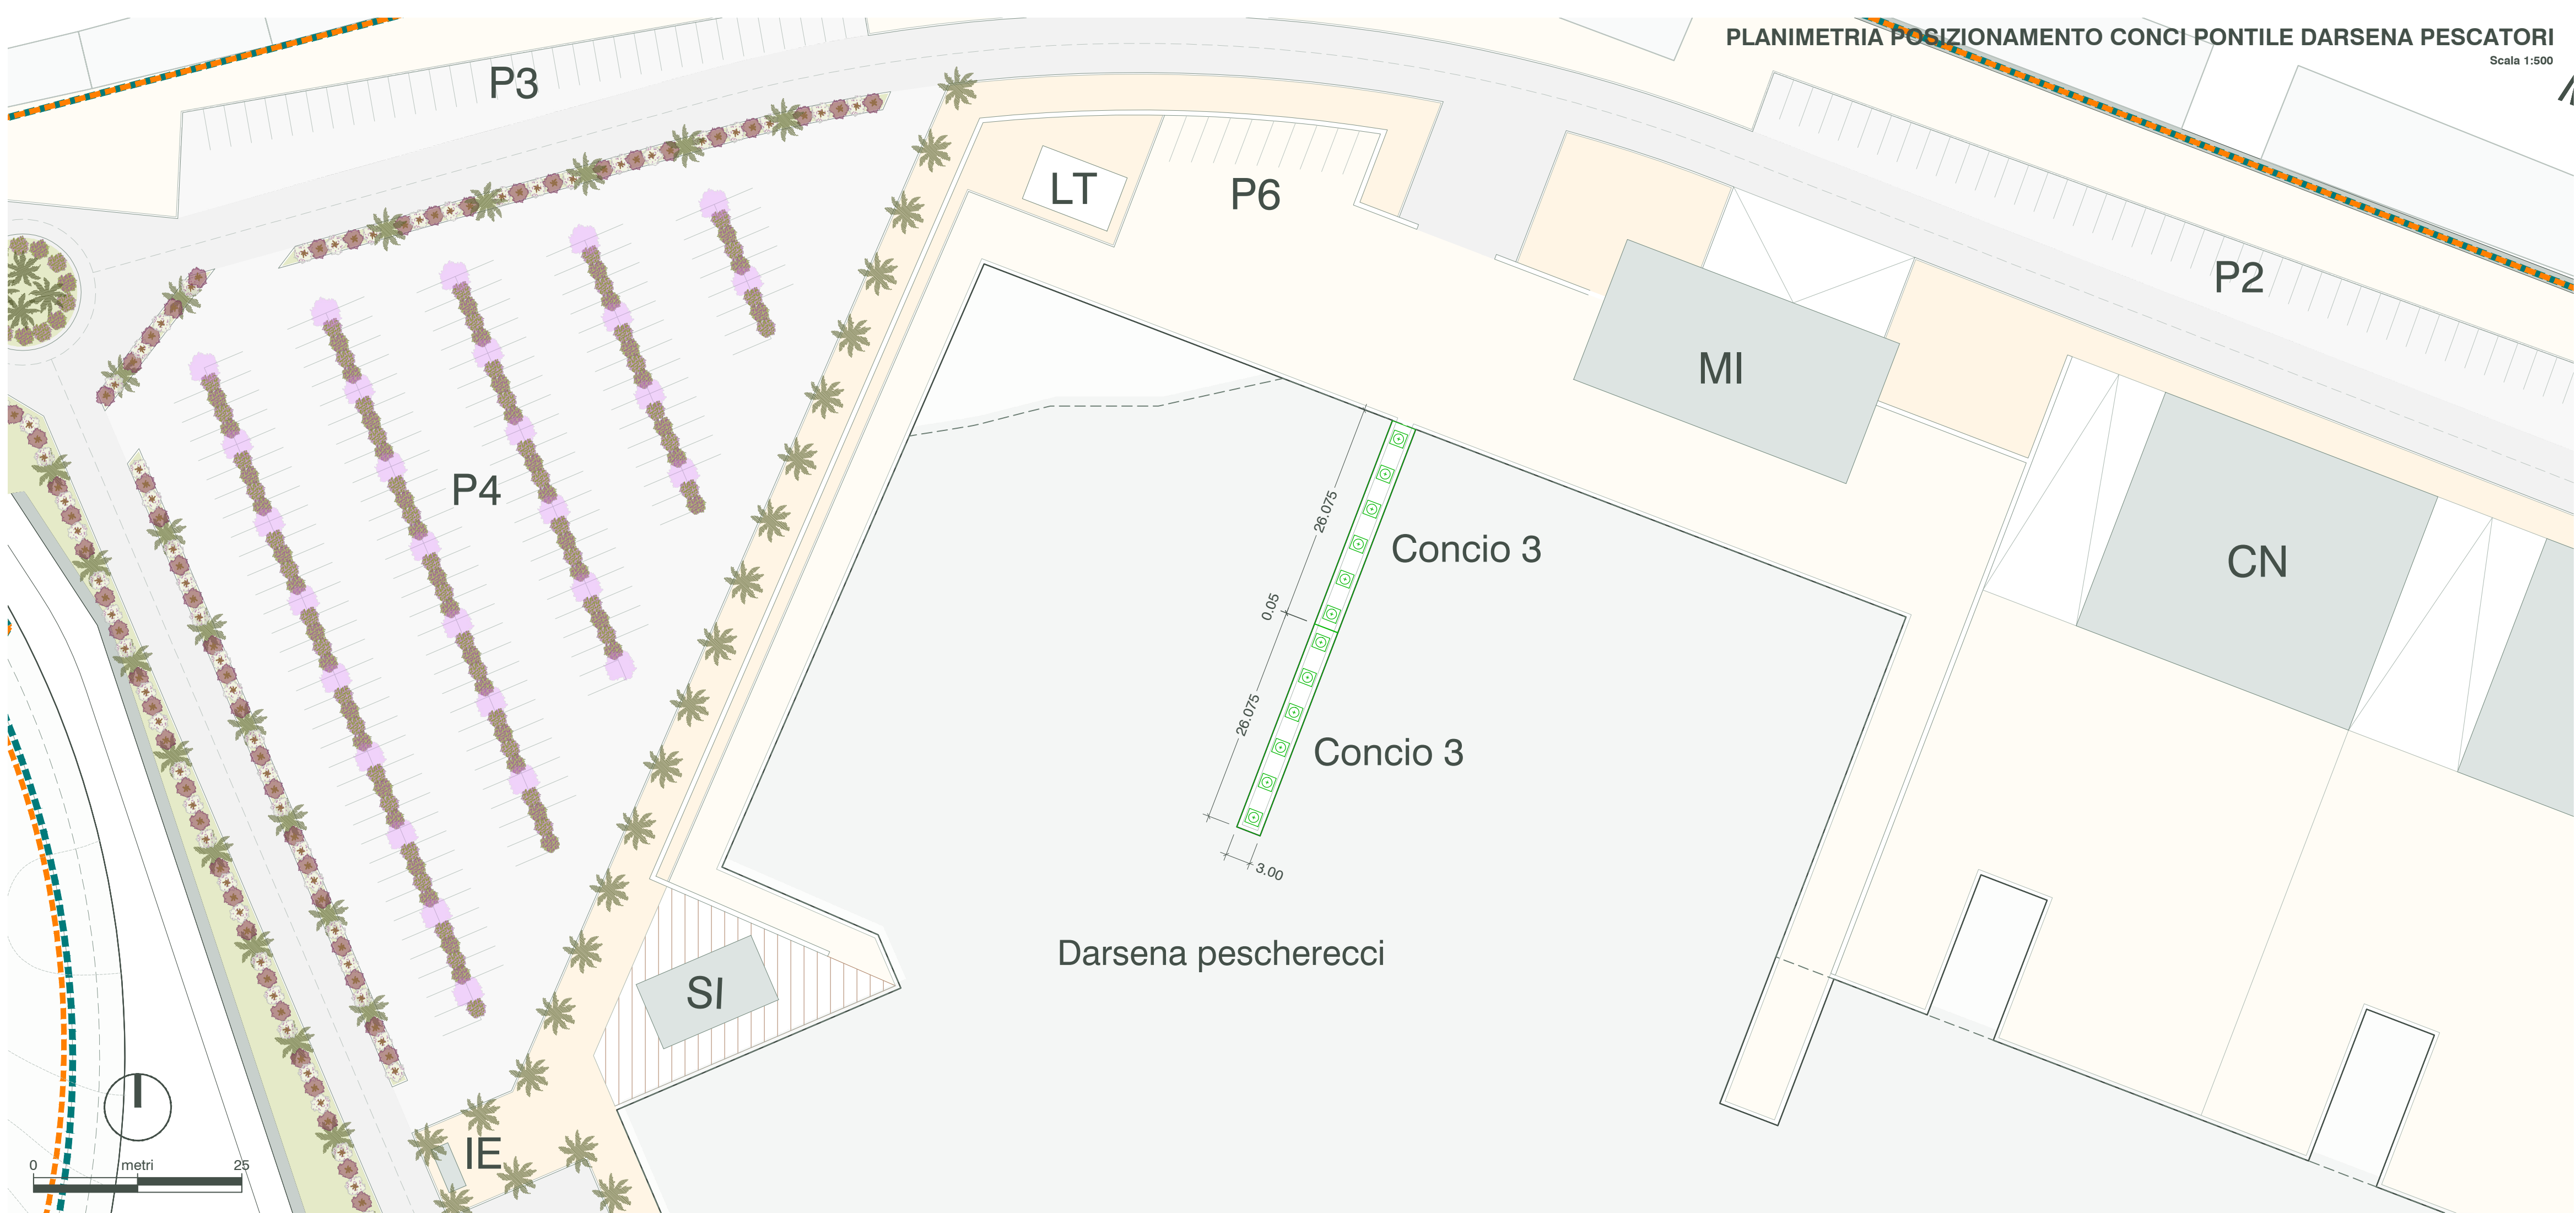 PLANIMETRIA POSIZIONAMENTO CONCI PONTILE DARSENA PESCATORI
Scala 1:500
P3
LT
P6
P2
MI
P4
26.075
Concio 3
CN
0.05
26.075
Concio 3
3.00
Darsena pescherecci
SI
IE
0 metri 25